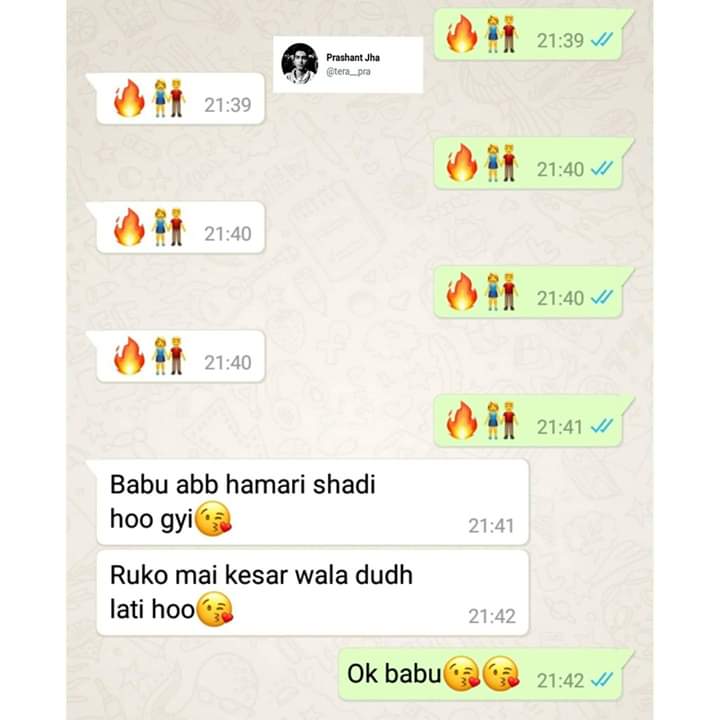 🔥👫 21:39
Prashant Jha
@tera__pra
🔥👫 21:39
🔥👫 21:40
🔥👫 21:40
🔥👫 21:40
🔥👫 21:40
🔥👫 21:41
Babu abb hamari shadi
hoo gyi😘 21:41
Ruko mai kesar wala dudh
lati hoo😘 21:42
Ok babu😘😘 21:42